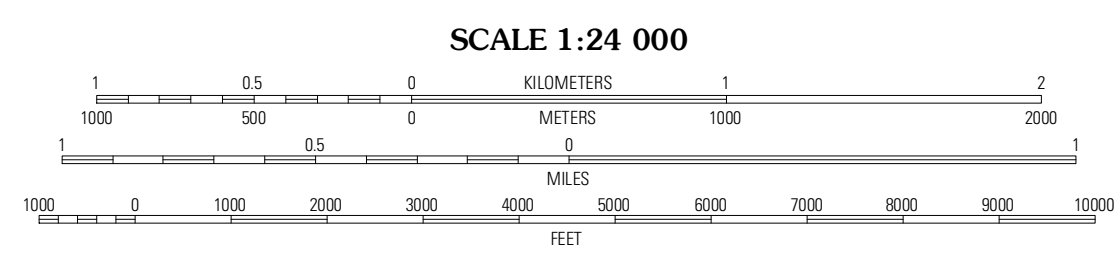 SCALE 1:24 000
1 0.5 0 KILOMETERS 1 2
1000 500 0 METERS 1000 2000
1 0.5 0 1
MILES
1000 0 1000 2000 3000 4000 5000 6000 7000 8000 9000 10000
FEET